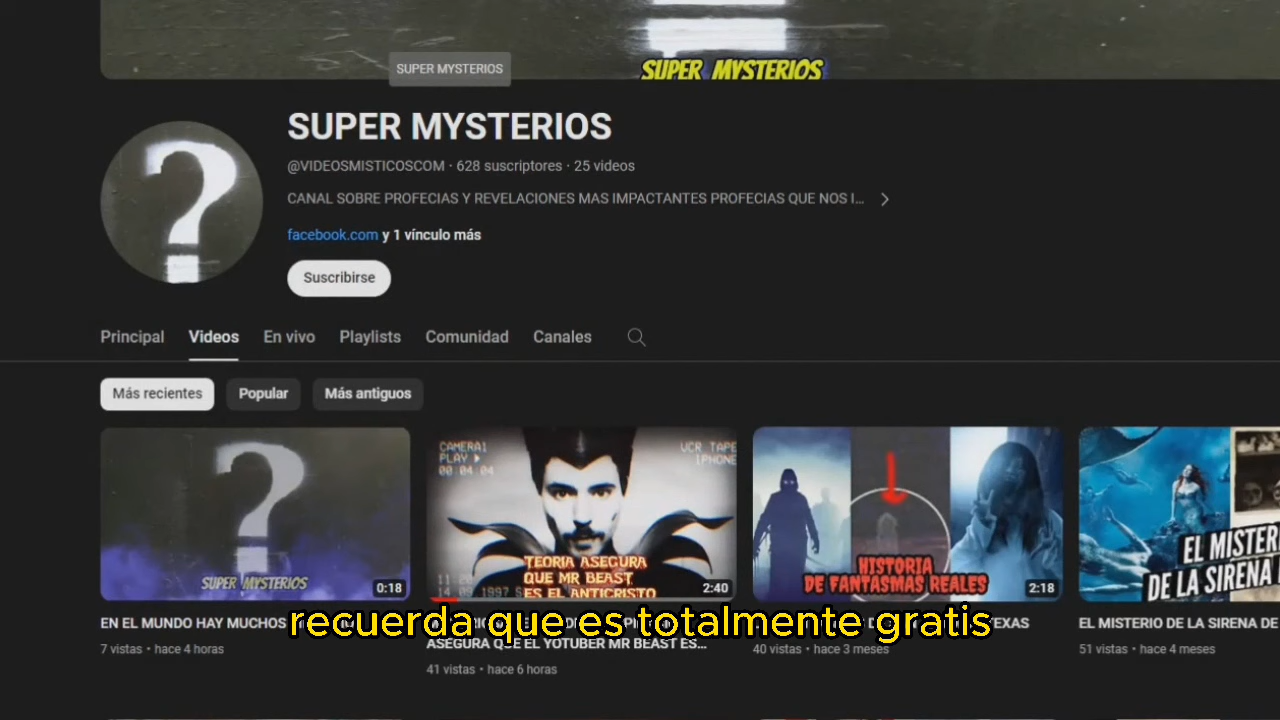 SUPER MYSTERIOS
SUPER MYSTERIOS
SUPER MYSTERIOS
@VIDEOSMISTICOSCOM · 628 suscriptores · 25 videos
CANAL SOBRE PROFECIAS Y REVELACIONES MAS IMPACTANTES PROFECIAS QUE NOS I...
facebook.com y 1 vínculo más
Suscribirse
Principal Videos En vivo Playlists Comunidad Canales
Más recientes Popular Más antiguos
CAMERA1
PLAY
00:04:04
VCR TAPE
IPHONE
SUPER MYSTERIOS
0:18
TEORIA ASEGURA
QUE MR BEAST
ES EL ANTICRISTO
2:40
HISTORIA
DE FANTASMAS REALES
2:18
EL MISTER
DE LA SIRENA
EN EL MUNDO HAY MUCHOS
7 vistas · hace 4 horas
ASEGURA QUE EL YOTUBER MR BEAST ES...
41 vistas · hace 6 horas
40 vistas · hace 3 meses
EL MISTERIO DE LA SIRENA DE
51 vistas · hace 4 meses
recuerda que es totalmente gratis